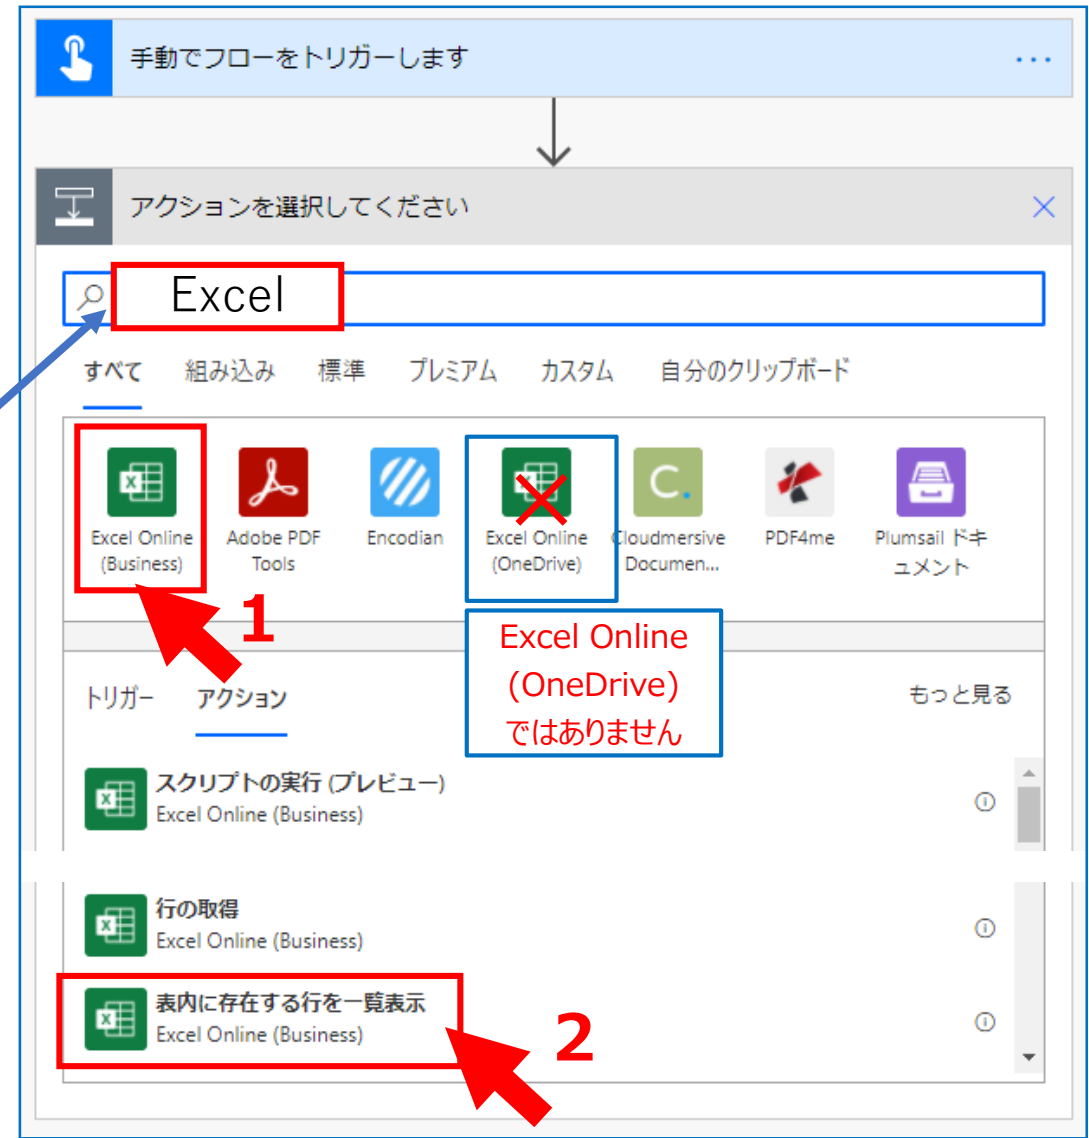 手動でフローをトリガーします
アクションを選択してください
Excel
すべて 組み込み 標準 プレミアム カスタム 自分のクリップボード
Excel Online
(Business)
Adobe PDF
Tools
Encodian
Excel Online
(OneDrive)
Cloudmersive
Documen...
PDF4me
Plumsail ドキ
ュメント
1
Excel Online
(OneDrive)
ではありません
トリガー アクション もっと見る
スクリプトの実行 (プレビュー)
Excel Online (Business)
行の取得
Excel Online (Business)
表内に存在する行を一覧表示
Excel Online (Business)
2